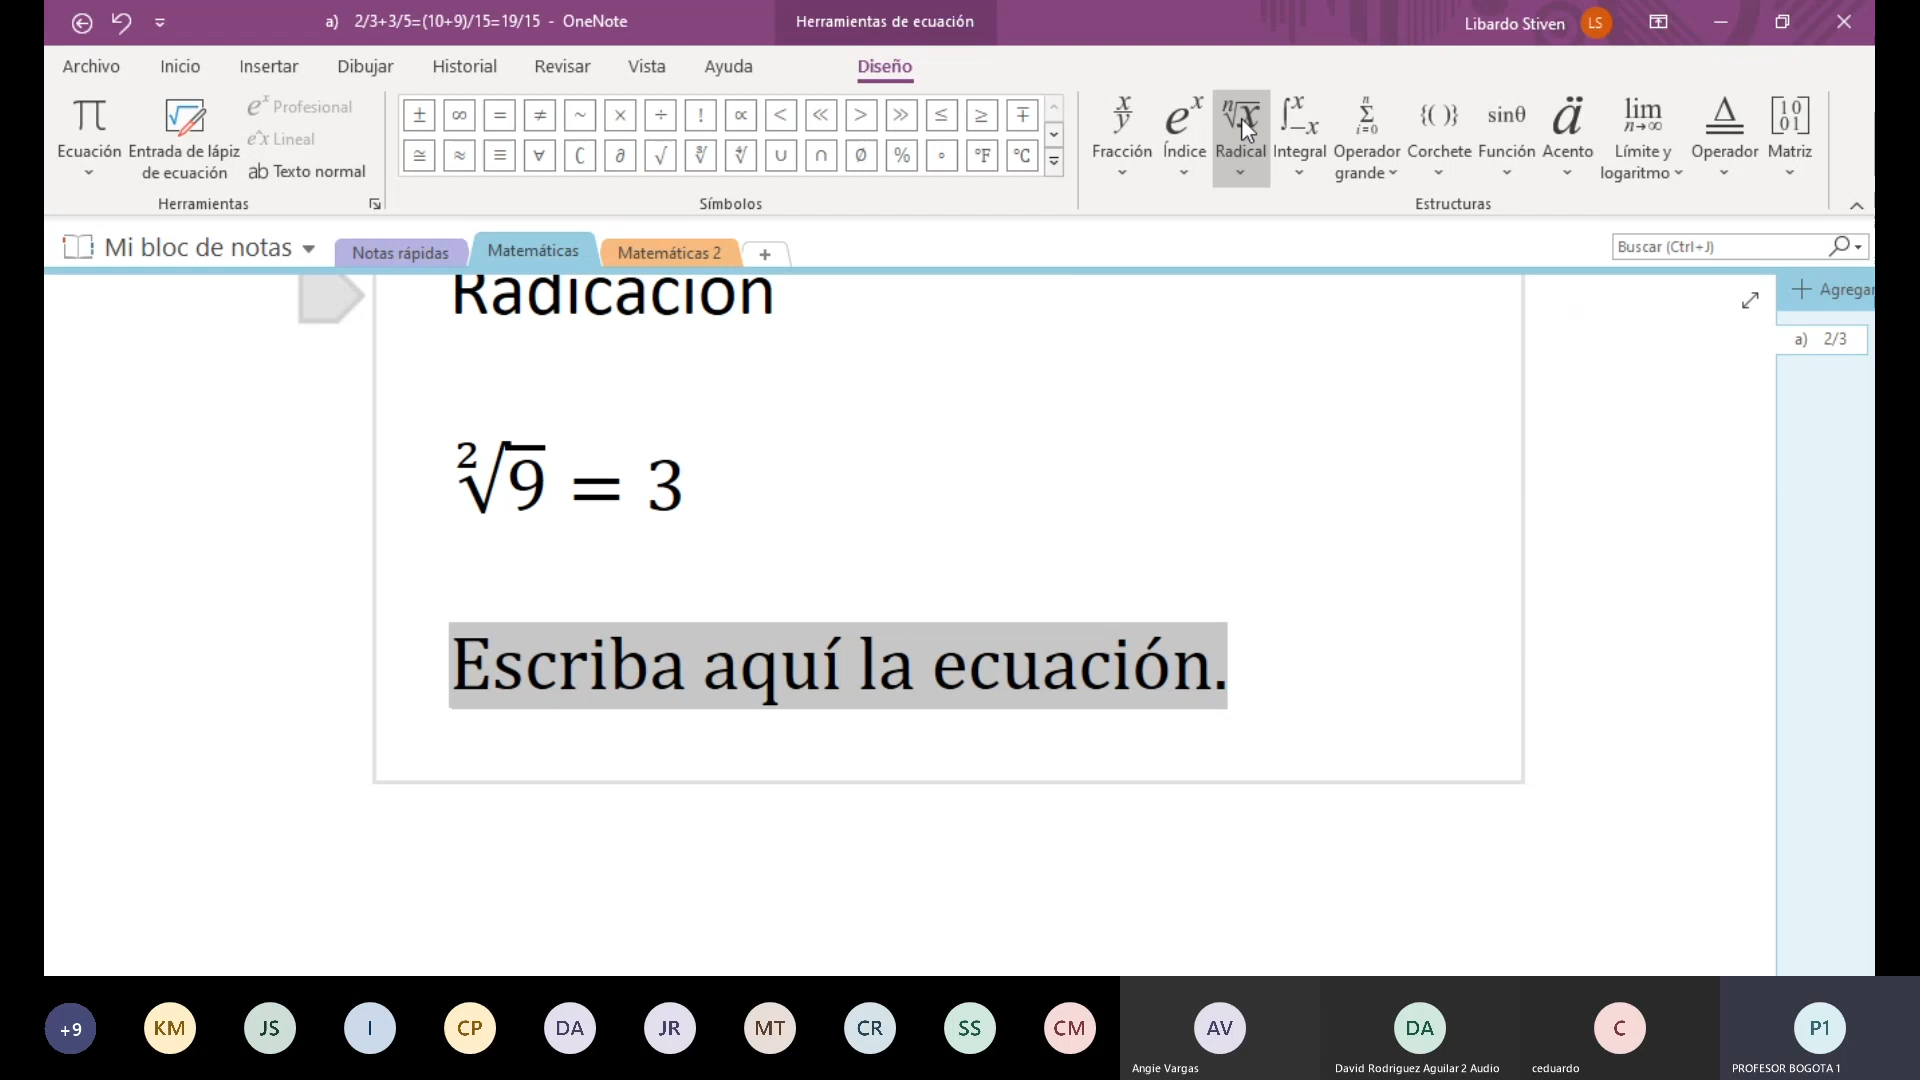 a) 2/3+3/5=(10+9)/15=19/15 - OneNote
Herramientas de ecuación
Libardo Stiven LS
Archivo Inicio Insertar Dibujar Historial Revisar Vista Ayuda Diseño
Ecuación
Entrada de lápiz de ecuación
Profesional
Lineal
ab Texto normal
Herramientas
± ∞ = ≠ ~ × ÷ ! ∝ < ≪ > ≫ ≤ ≥ ∓
≅ ≈ ≡ ∀ ∁ ∂ √ ∛ ∜ ∪ ∩ ∅ % ° °F °C
Símbolos
Fracción Índice Radical Integral Operador grande Corchete Función Acento Límite y logaritmo Operador Matriz
Estructuras
Mi bloc de notas
Notas rápidas Matemáticas Matemáticas 2 +
Buscar (Ctrl+J)
Agregar
a) 2/3
Radicación
²√9 = 3
Escriba aquí la ecuación.
+9 KM JS I CP DA JR MT CR SS CM AV DA C P1
Angie Vargas
David Rodriguez Aguilar 2 Audio
ceduardo
PROFESOR BOGOTA 1